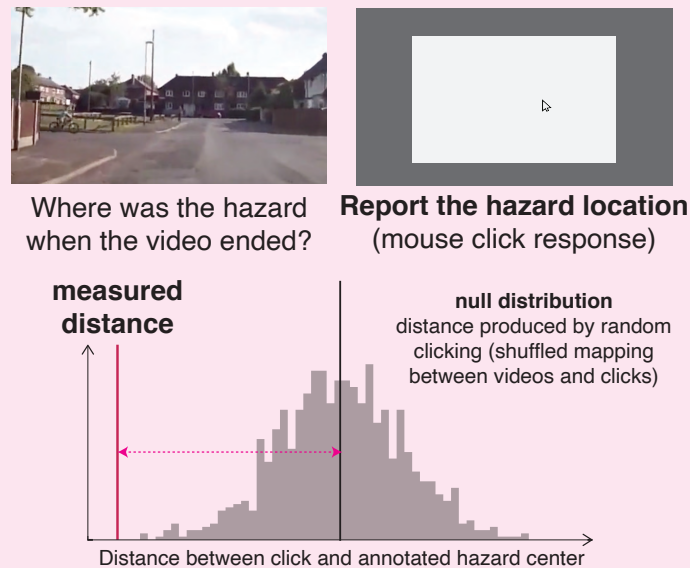 Where was the hazard
when the video ended?
Report the hazard location
(mouse click response)
measured
distance
null distribution
distance produced by random
clicking (shuffled mapping
between videos and clicks)
Distance between click and annotated hazard center